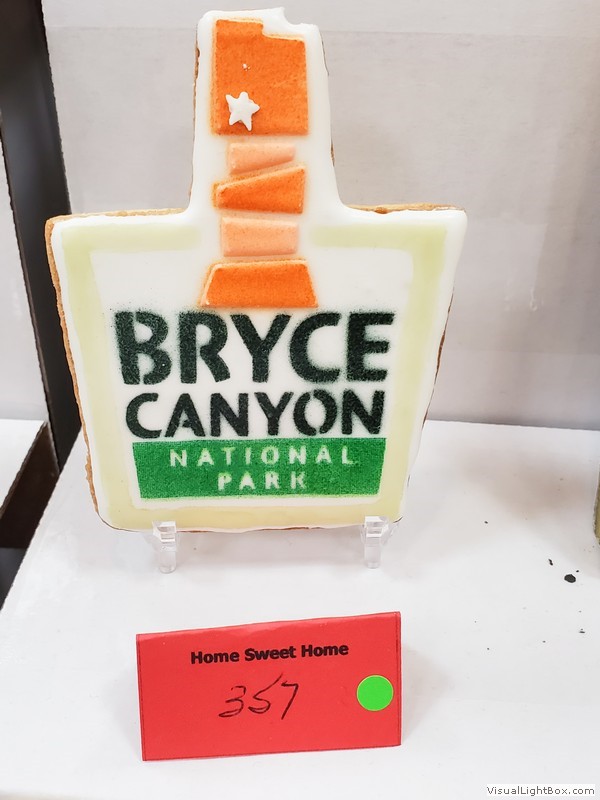 BRYCE
CANYON
NATIONAL
PARK
Home Sweet Home
357
VisualLightBox.com